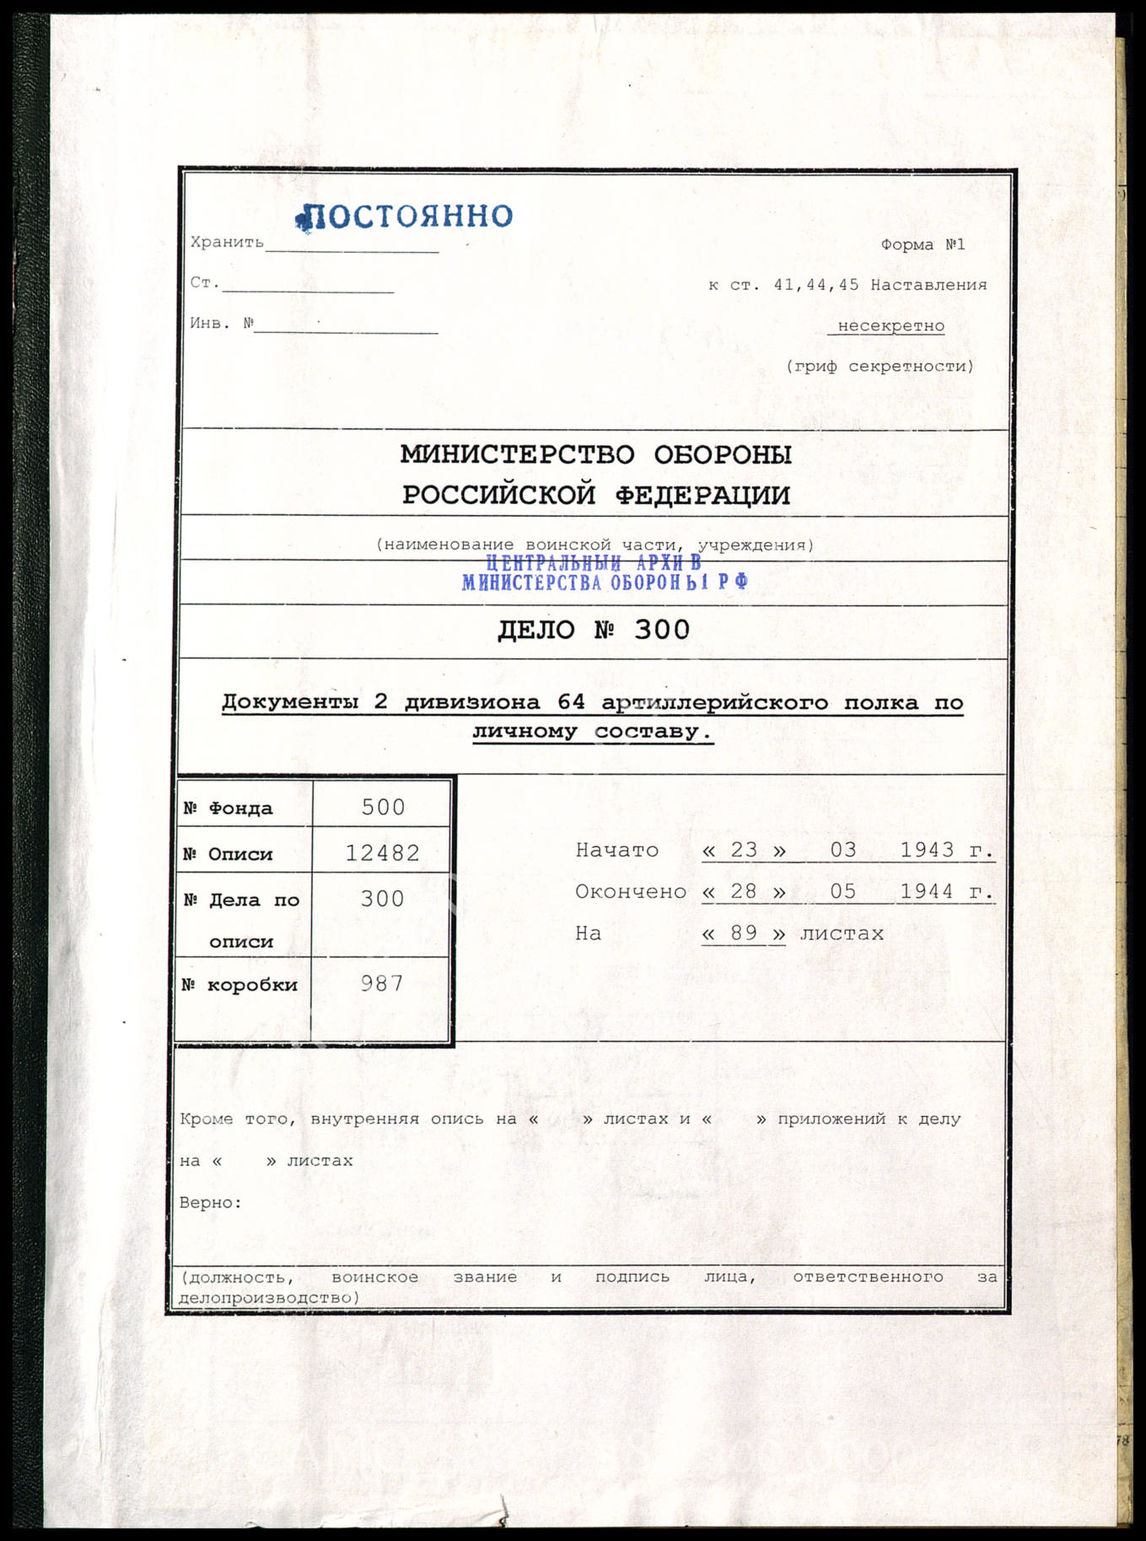 ПОСТОЯННО
Хранить
Форма №1
Ст.
к ст. 41,44,45 Наставления
Инв. №
несекретно
(гриф секретности)
МИНИСТЕРСТВО ОБОРОНЫ
РОССИЙСКОЙ ФЕДЕРАЦИИ
(наименование воинской части, учреждения)
ЦЕНТРАЛЬНЫЙ АРХИВ
МИНИСТЕРСТВА ОБОРОНЫ РФ
ДЕЛО № 300
Документы 2 дивизиона 64 артиллерийского полка по
личному составу.
№ Фонда 500
№ Описи 12482
№ Дела по 300
описи
№ коробки 987
Начато « 23 » 03 1943 г.
Окончено « 28 » 05 1944 г.
На « 89 » листах
Кроме того, внутренняя опись на « » листах и « » приложений к делу
на « » листах
Верно:
(должность, воинское звание и подпись лица, ответственного за
делопроизводство)
78